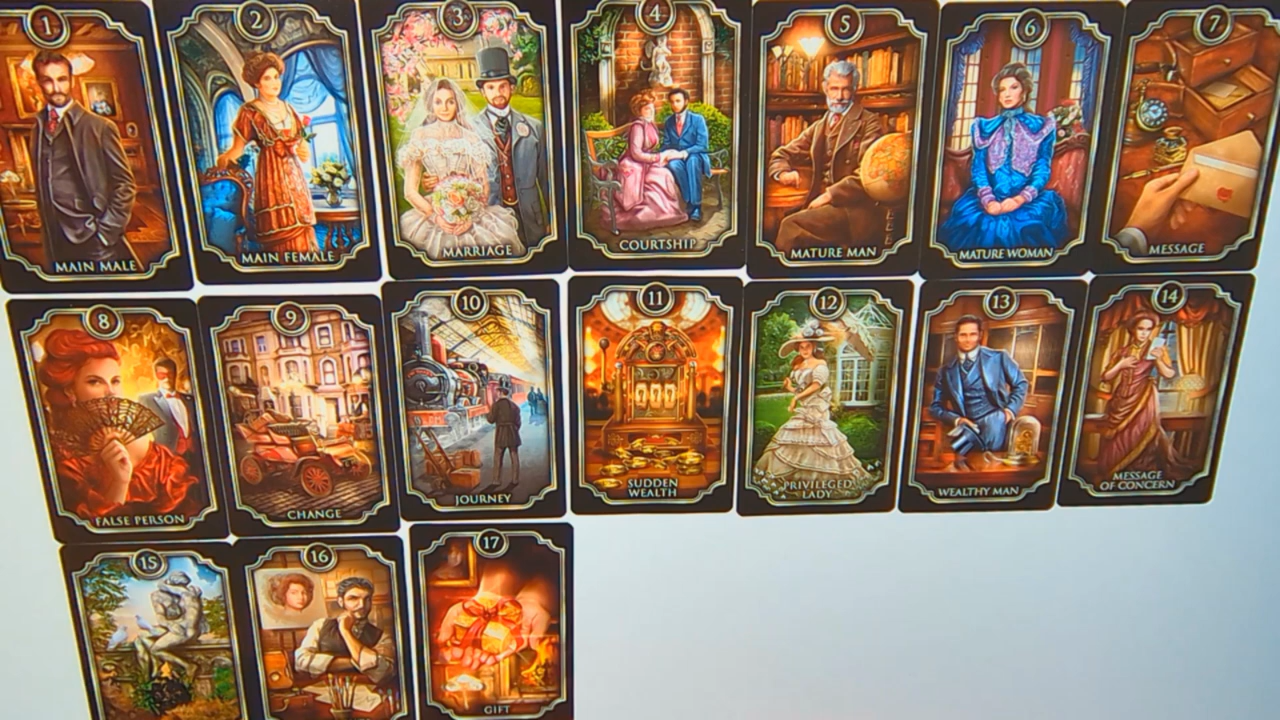 1
MAIN MALE
2
MAIN FEMALE
3
MARRIAGE
4
COURTSHIP
5
MATURE MAN
6
MATURE WOMAN
7
MESSAGE
8
FALSE PERSON
9
CHANGE
10
JOURNEY
11
777
SUDDEN
WEALTH
12
PRIVILEGED
LADY
13
WEALTHY MAN
14
MESSAGE
OF CONCERN
15
16
17
GIFT